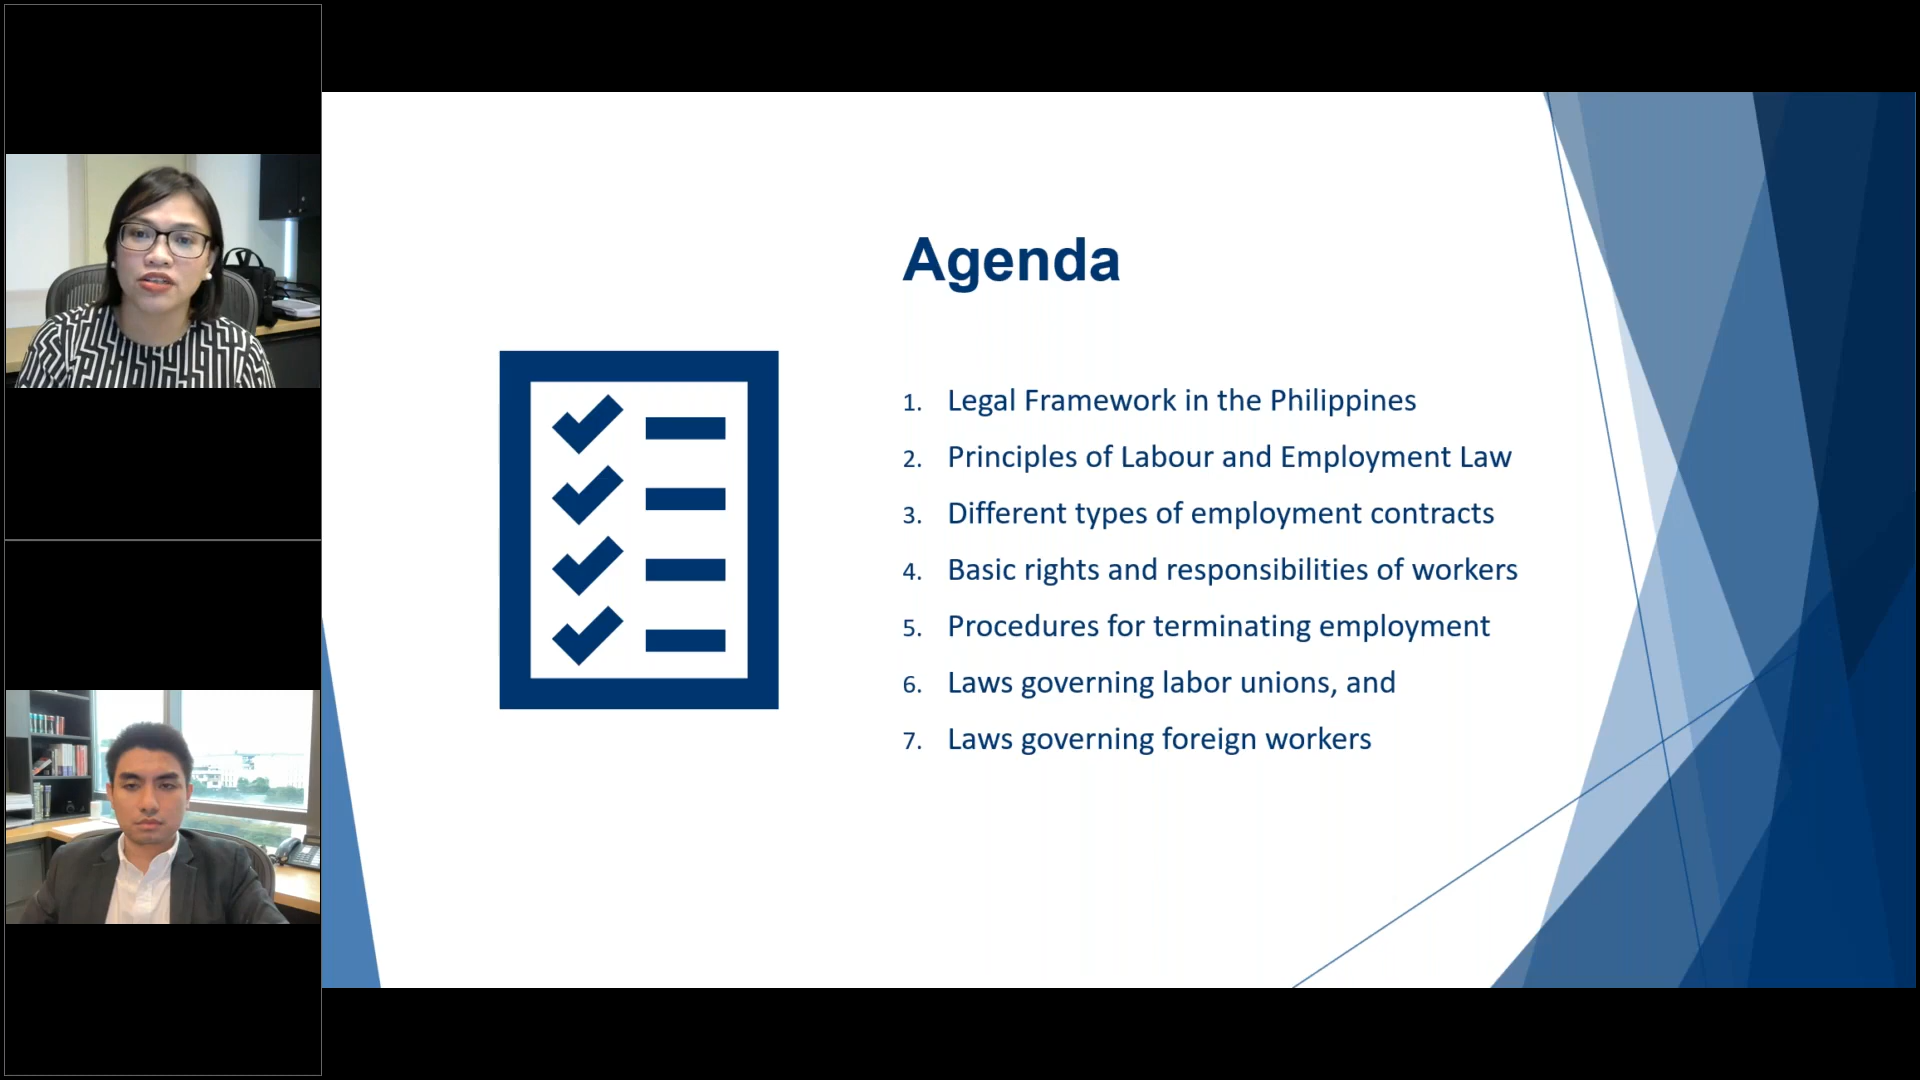 Agenda
1. Legal Framework in the Philippines
2. Principles of Labour and Employment Law
3. Different types of employment contracts
4. Basic rights and responsibilities of workers
5. Procedures for terminating employment
6. Laws governing labor unions, and
7. Laws governing foreign workers